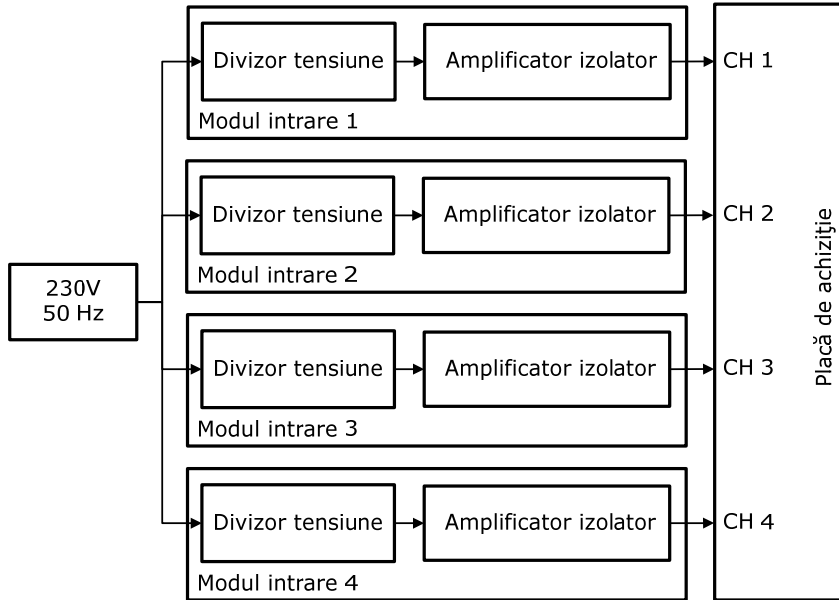 Divizor tensiune
Amplificator izolator
CH 1
Modul intrare 1
Divizor tensiune
Amplificator izolator
CH 2
Modul intrare 2
230V
50 Hz
Divizor tensiune
Amplificator izolator
CH 3
Modul intrare 3
Divizor tensiune
Amplificator izolator
CH 4
Modul intrare 4
Placă de achiziţie